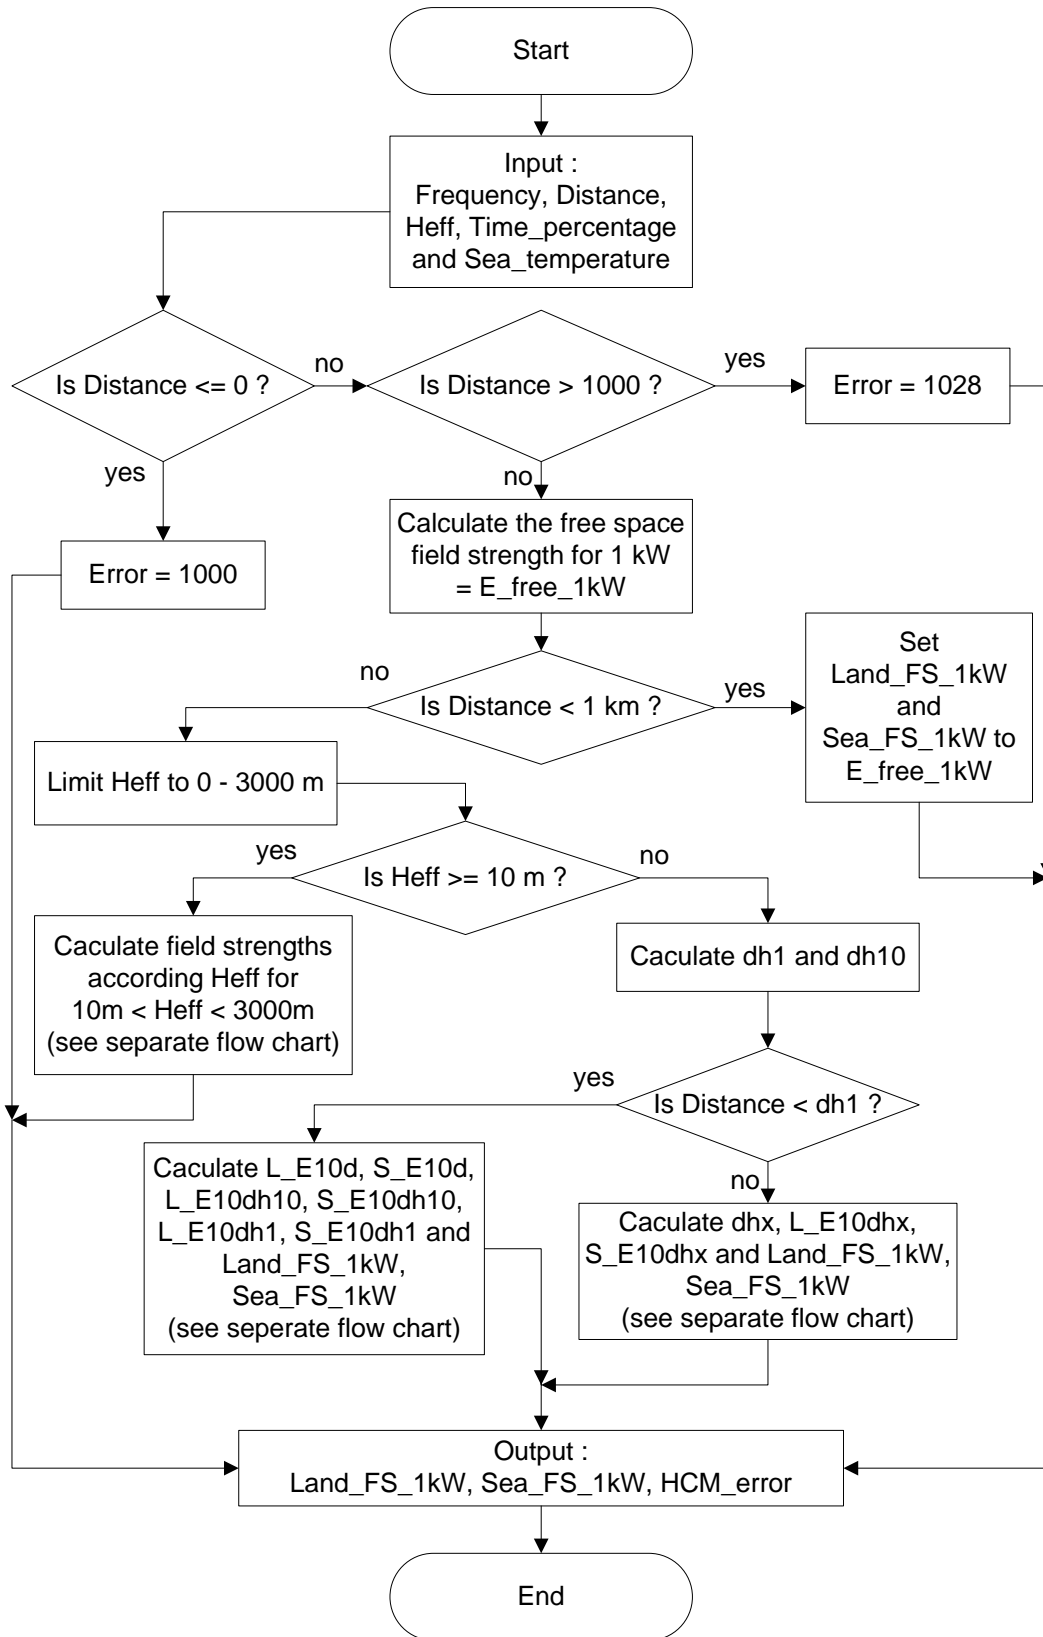 Start
Input :
Frequency, Distance,
Heff, Time_percentage
and Sea_temperature
Is Distance <= 0 ?
no
Is Distance > 1000 ?
yes
Error = 1028
yes
no
Error = 1000
Calculate the free space
field strength for 1 kW
= E_free_1kW
Set
Land_FS_1kW
and
Sea_FS_1kW to
E_free_1kW
no
Is Distance < 1 km ?
yes
Limit Heff to 0 - 3000 m
yes
Is Heff >= 10 m ?
no
Caculate field strengths
according Heff for
10m < Heff < 3000m
(see separate flow chart)
Caculate dh1 and dh10
yes
Is Distance < dh1 ?
no
Caculate L_E10d, S_E10d,
L_E10dh10, S_E10dh10,
L_E10dh1, S_E10dh1 and
Land_FS_1kW,
Sea_FS_1kW
(see seperate flow chart)
Caculate dhx, L_E10dhx,
S_E10dhx and Land_FS_1kW,
Sea_FS_1kW
(see separate flow chart)
Output :
Land_FS_1kW, Sea_FS_1kW, HCM_error
End